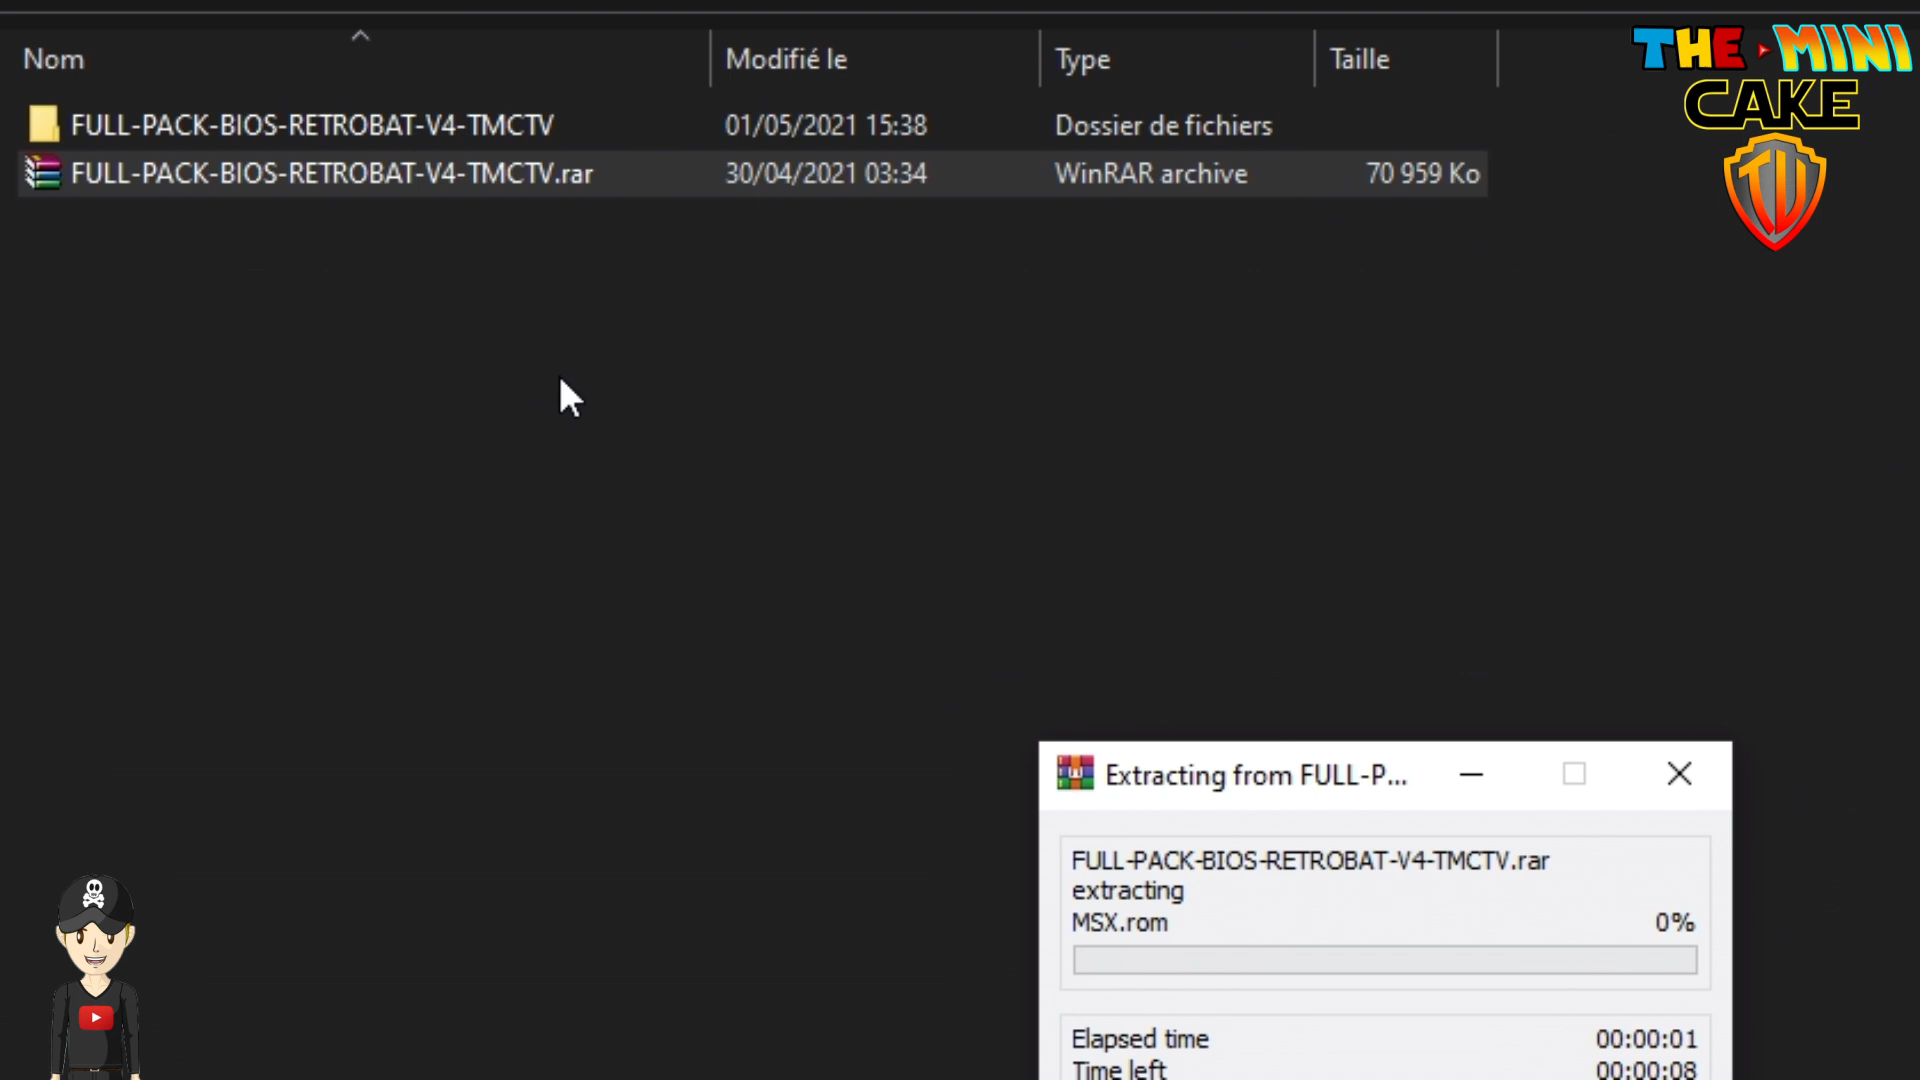 Nom Modifié le Type Taille
FULL-PACK-BIOS-RETROBAT-V4-TMCTV 01/05/2021 15:38 Dossier de fichiers
FULL-PACK-BIOS-RETROBAT-V4-TMCTV.rar 30/04/2021 03:34 WinRAR archive 70 959 Ko
THE MINI
CAKE
TV
Extracting from FULL-P...
FULL-PACK-BIOS-RETROBAT-V4-TMCTV.rar
extracting
MSX.rom 0%
Elapsed time 00:00:01
Time left 00:00:08